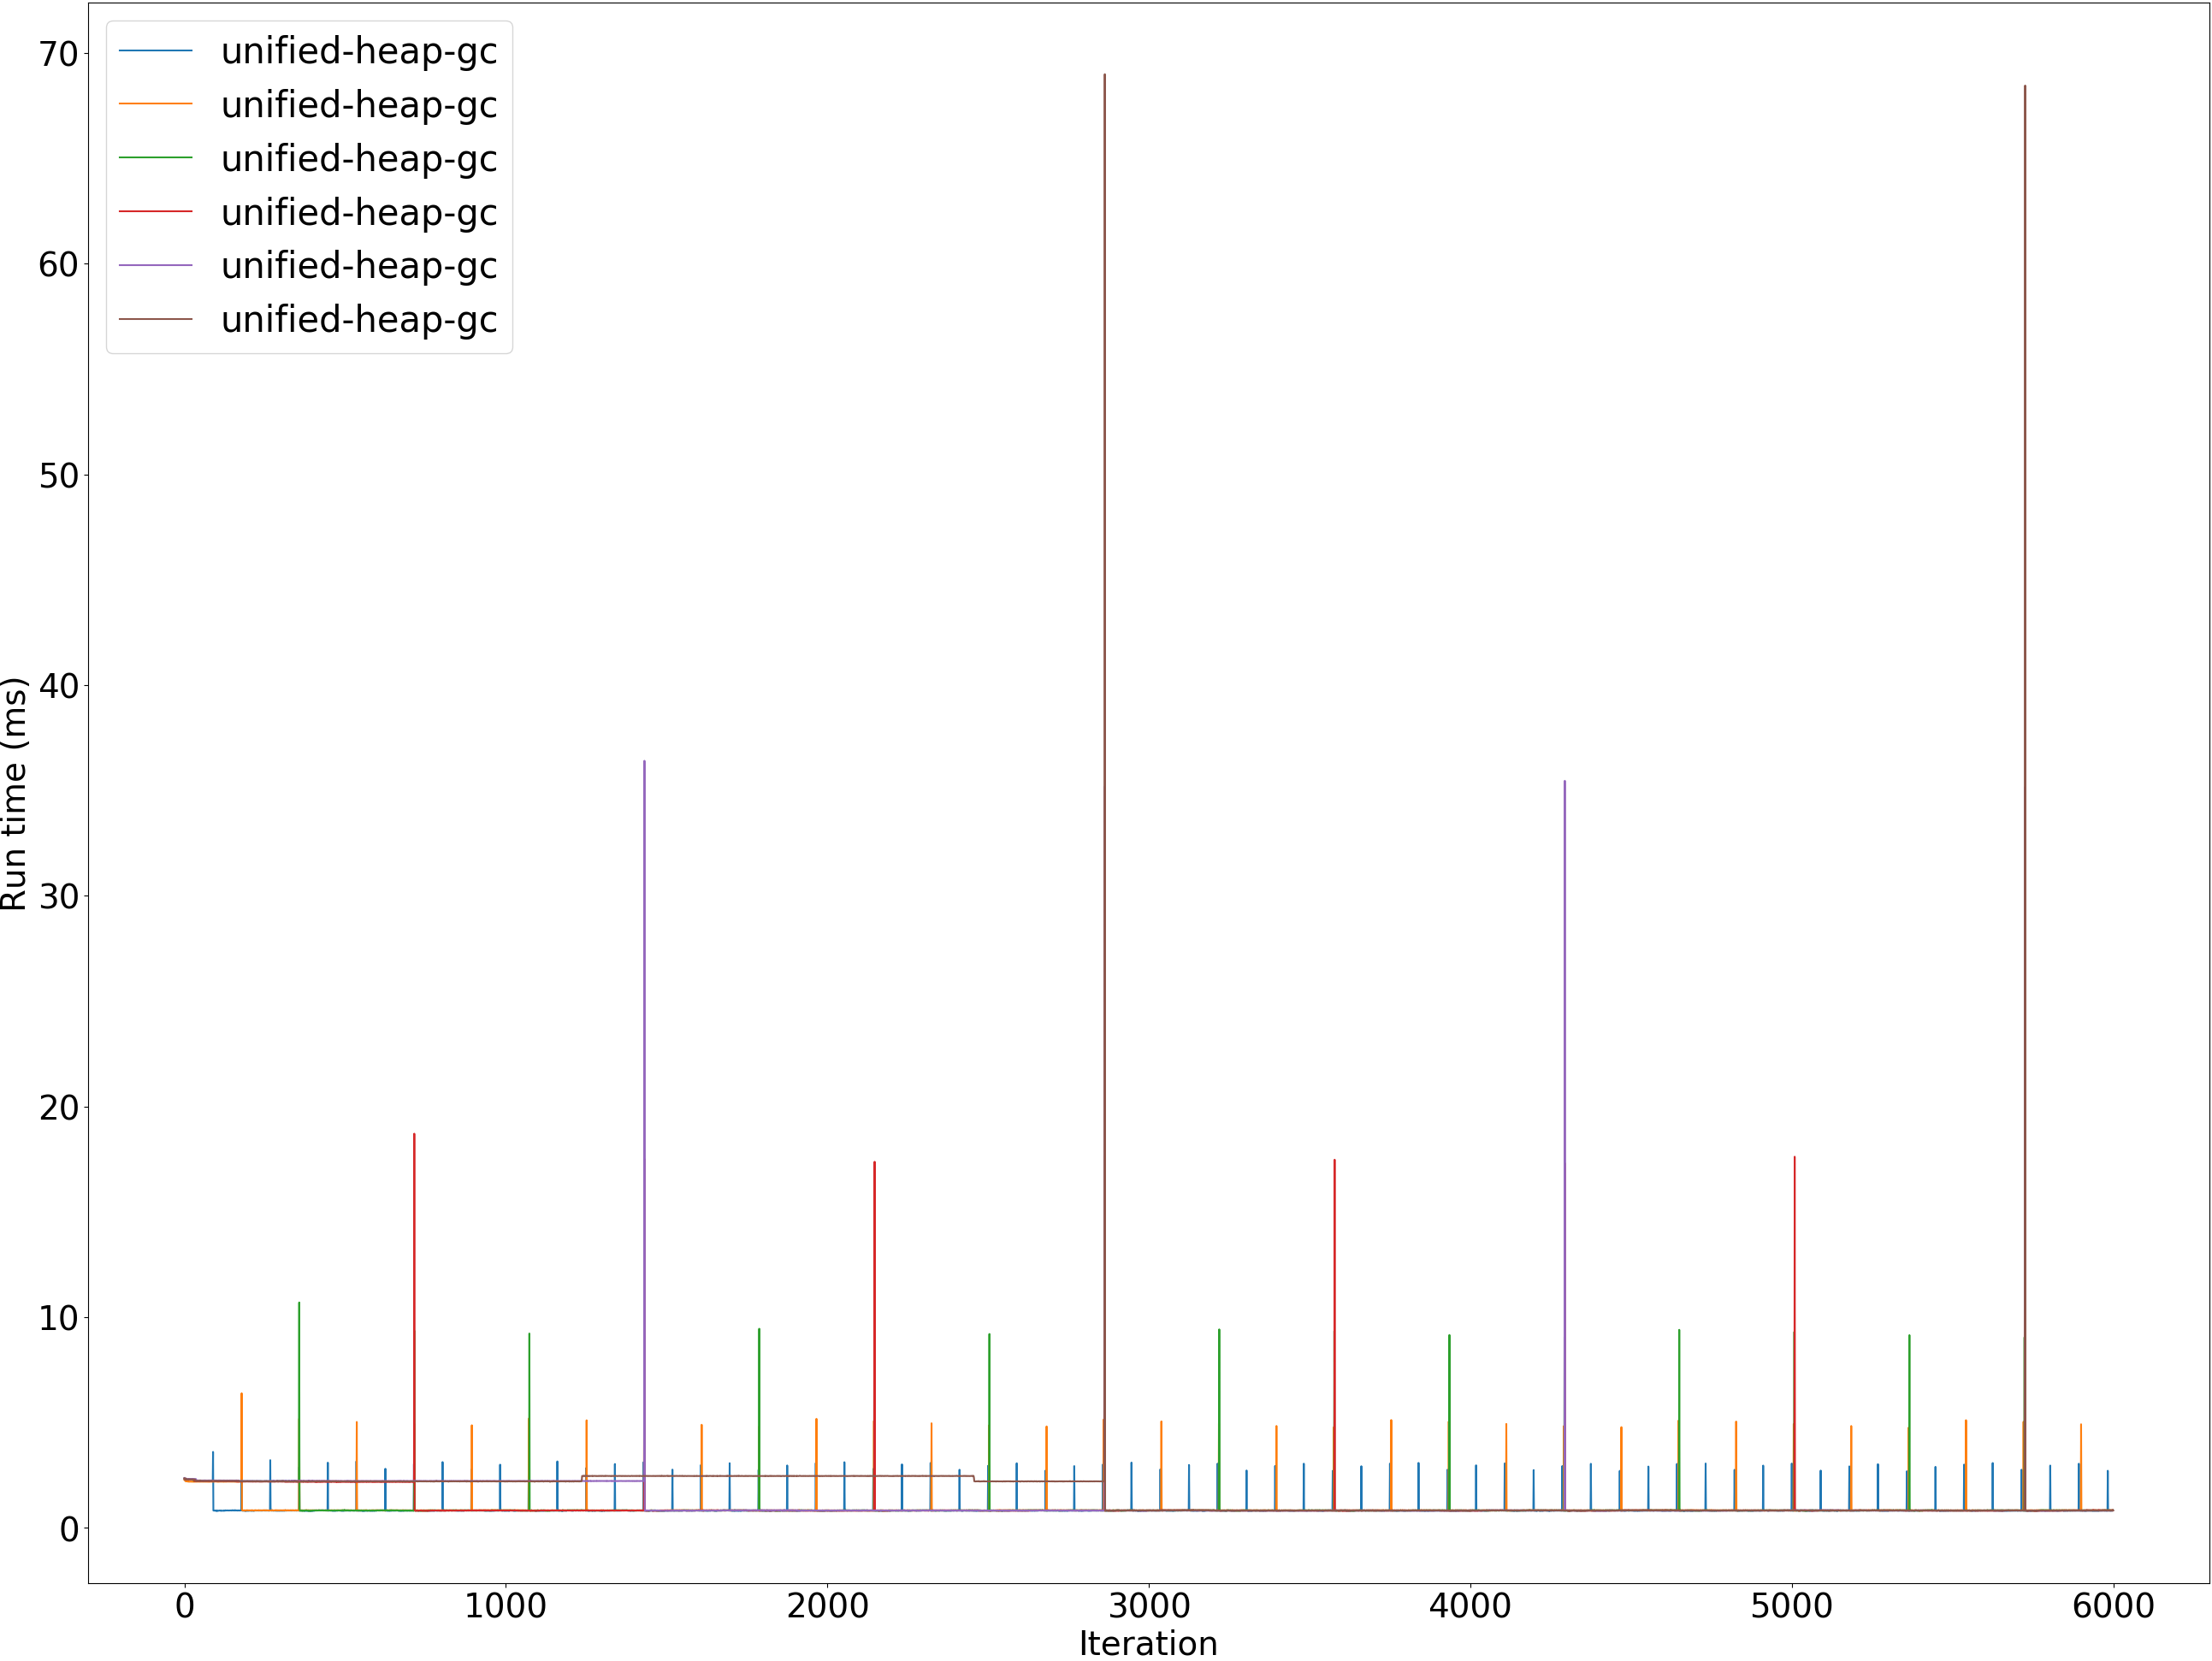 unified-heap-gc
unified-heap-gc
unified-heap-gc
unified-heap-gc
unified-heap-gc
unified-heap-gc
70
60
50
40
30
20
10
0
Run time (ms)
0 1000 2000 3000 4000 5000 6000
Iteration